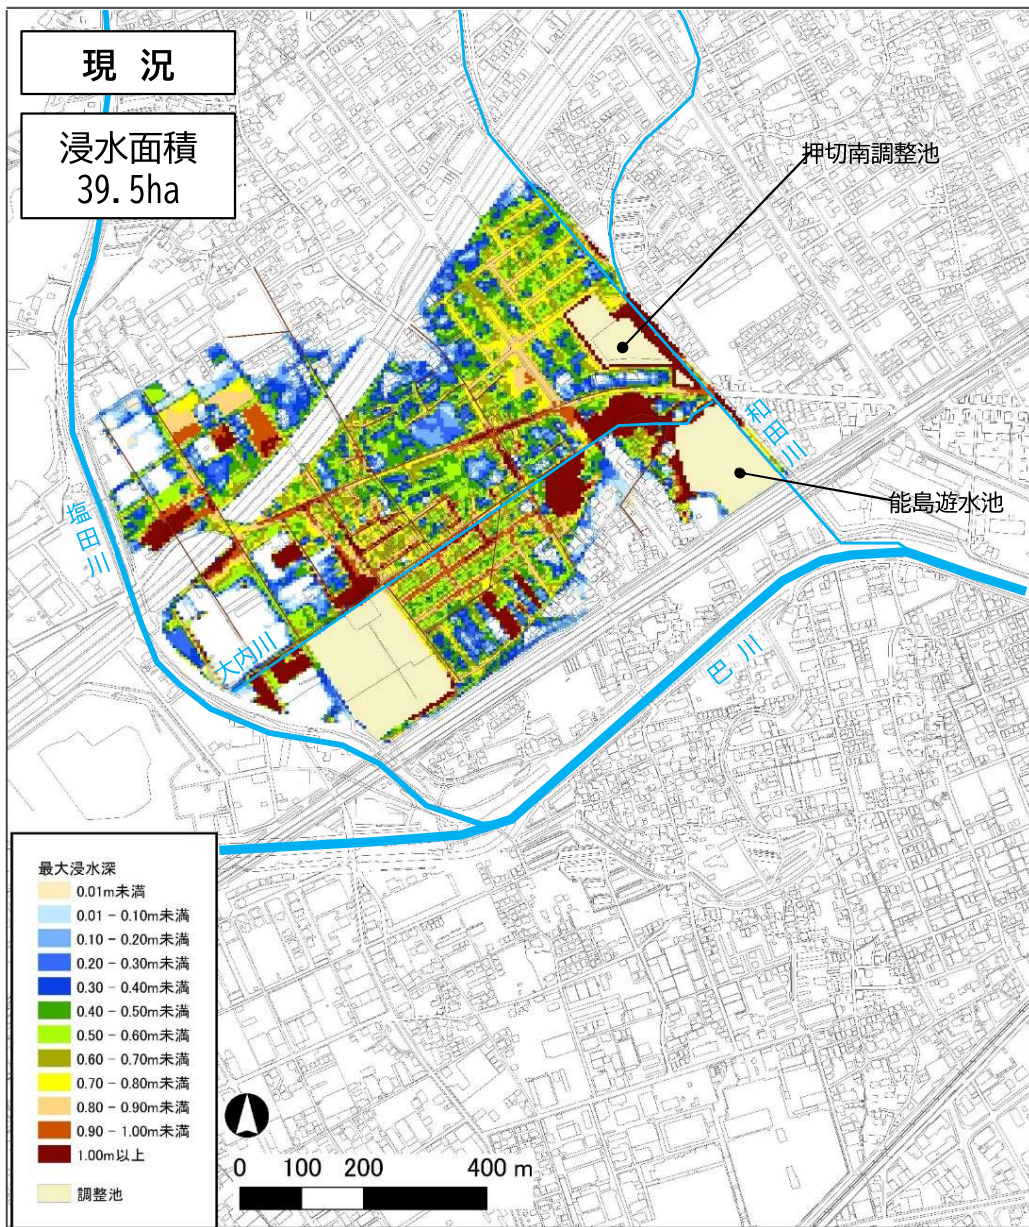 現 況
浸水面積
39.5ha
押切南調整池
和田川
能島遊水池
塩田川
大内川
巴川
最大浸水深
0.01m未満
0.01 - 0.10m未満
0.10 - 0.20m未満
0.20 - 0.30m未満
0.30 - 0.40m未満
0.40 - 0.50m未満
0.50 - 0.60m未満
0.60 - 0.70m未満
0.70 - 0.80m未満
0.80 - 0.90m未満
0.90 - 1.00m未満
1.00m以上
調整池
0 100 200 400 m